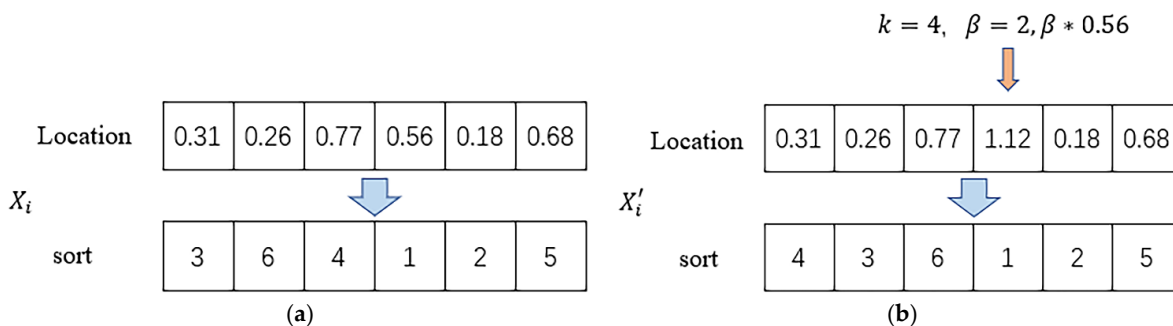 k = 4, β = 2, β * 0.56
Location 0.31 0.26 0.77 0.56 0.18 0.68
X_i
sort 3 6 4 1 2 5
(a)
Location 0.31 0.26 0.77 1.12 0.18 0.68
X_i′
sort 4 3 6 1 2 5
(b)